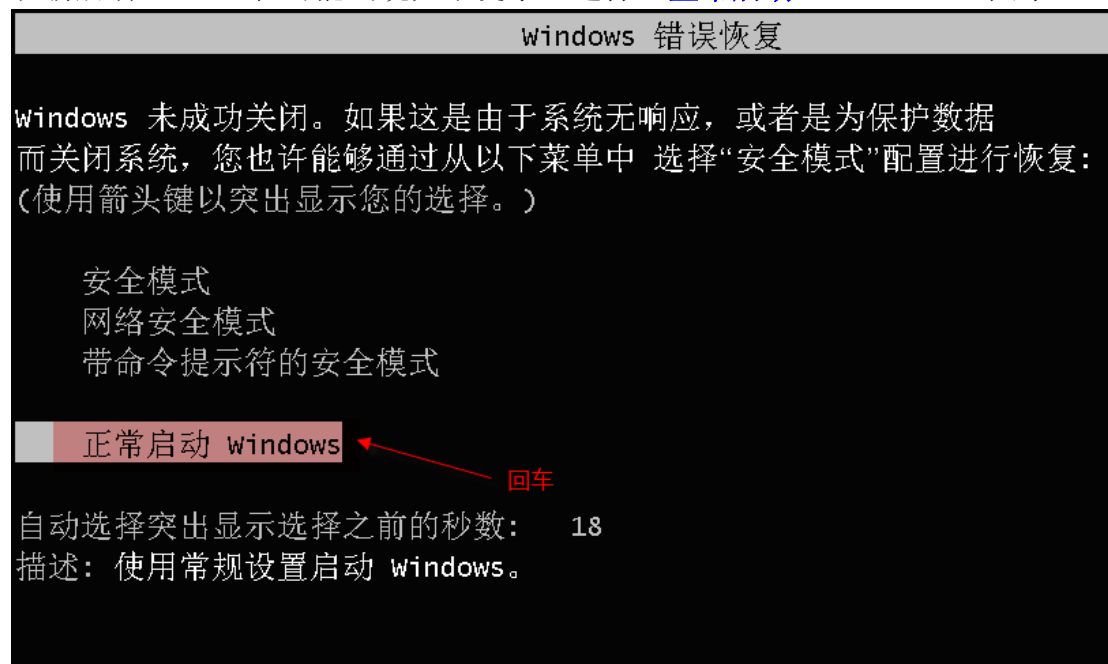 Windows 错误恢复
Windows 未成功关闭。如果这是由于系统无响应，或者是为保护数据
而关闭系统，您也许能够通过从以下菜单中 选择“安全模式”配置进行恢复:
(使用箭头键以突出显示您的选择。)
安全模式
网络安全模式
带命令提示符的安全模式
正常启动 Windows
回车
自动选择突出显示选择之前的秒数: 18
描述: 使用常规设置启动 Windows。